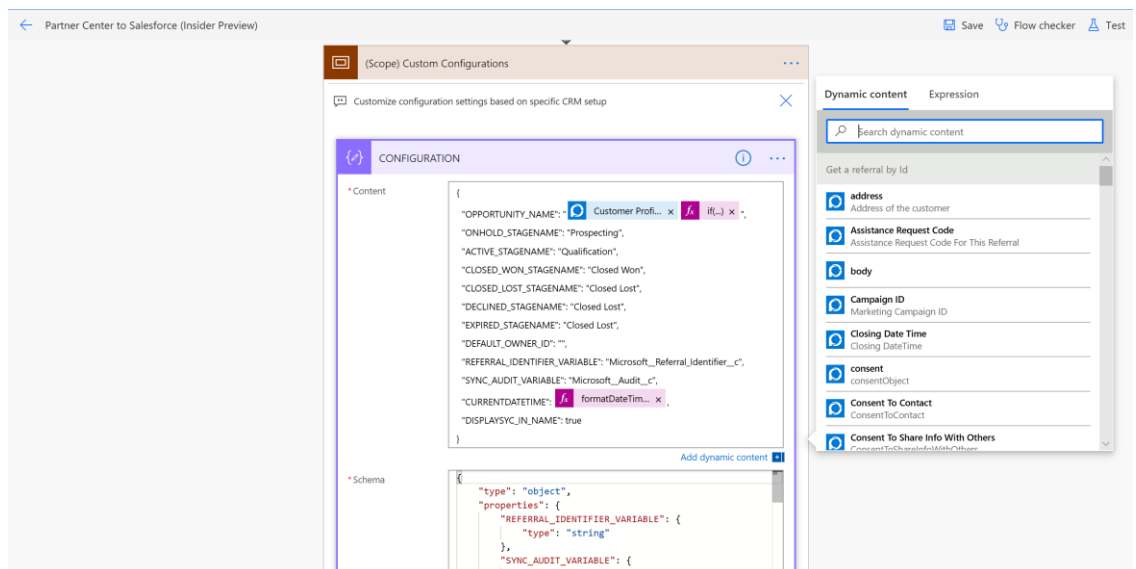 Partner Center to Salesforce (Insider Preview)
Save Flow checker Test
(Scope) Custom Configurations
Customize configuration settings based on specific CRM setup
CONFIGURATION
*Content
{
"OPPORTUNITY_NAME": " Customer Profi... x fx if(...) x ",
"ONHOLD_STAGENAME": "Prospecting",
"ACTIVE_STAGENAME": "Qualification",
"CLOSED_WON_STAGENAME": "Closed Won",
"CLOSED_LOST_STAGENAME": "Closed Lost",
"DECLINED_STAGENAME": "Closed Lost",
"EXPIRED_STAGENAME": "Closed Lost",
"DEFAULT_OWNER_ID": "",
"REFERRAL_IDENTIFIER_VARIABLE": "Microsoft__Referral_Identifier__c",
"SYNC_AUDIT_VARIABLE": "Microsoft__Audit__c",
"CURRENTDATETIME": fx formatDateTim... x ,
"DISPLAYSYC_IN_NAME": true
}
Add dynamic content
*Schema
{
"type": "object",
"properties": {
"REFERRAL_IDENTIFIER_VARIABLE": {
"type": "string"
},
"SYNC_AUDIT_VARIABLE": {
Dynamic content Expression
Search dynamic content
Get a referral by Id
address
Address of the customer
Assistance Request Code
Assistance Request Code For This Referral
body
Campaign ID
Marketing Campaign ID
Closing Date Time
Closing DateTime
consent
consentObject
Consent To Contact
ConsentToContact
Consent To Share Info With Others
ConsentToShareInfoWithOthers